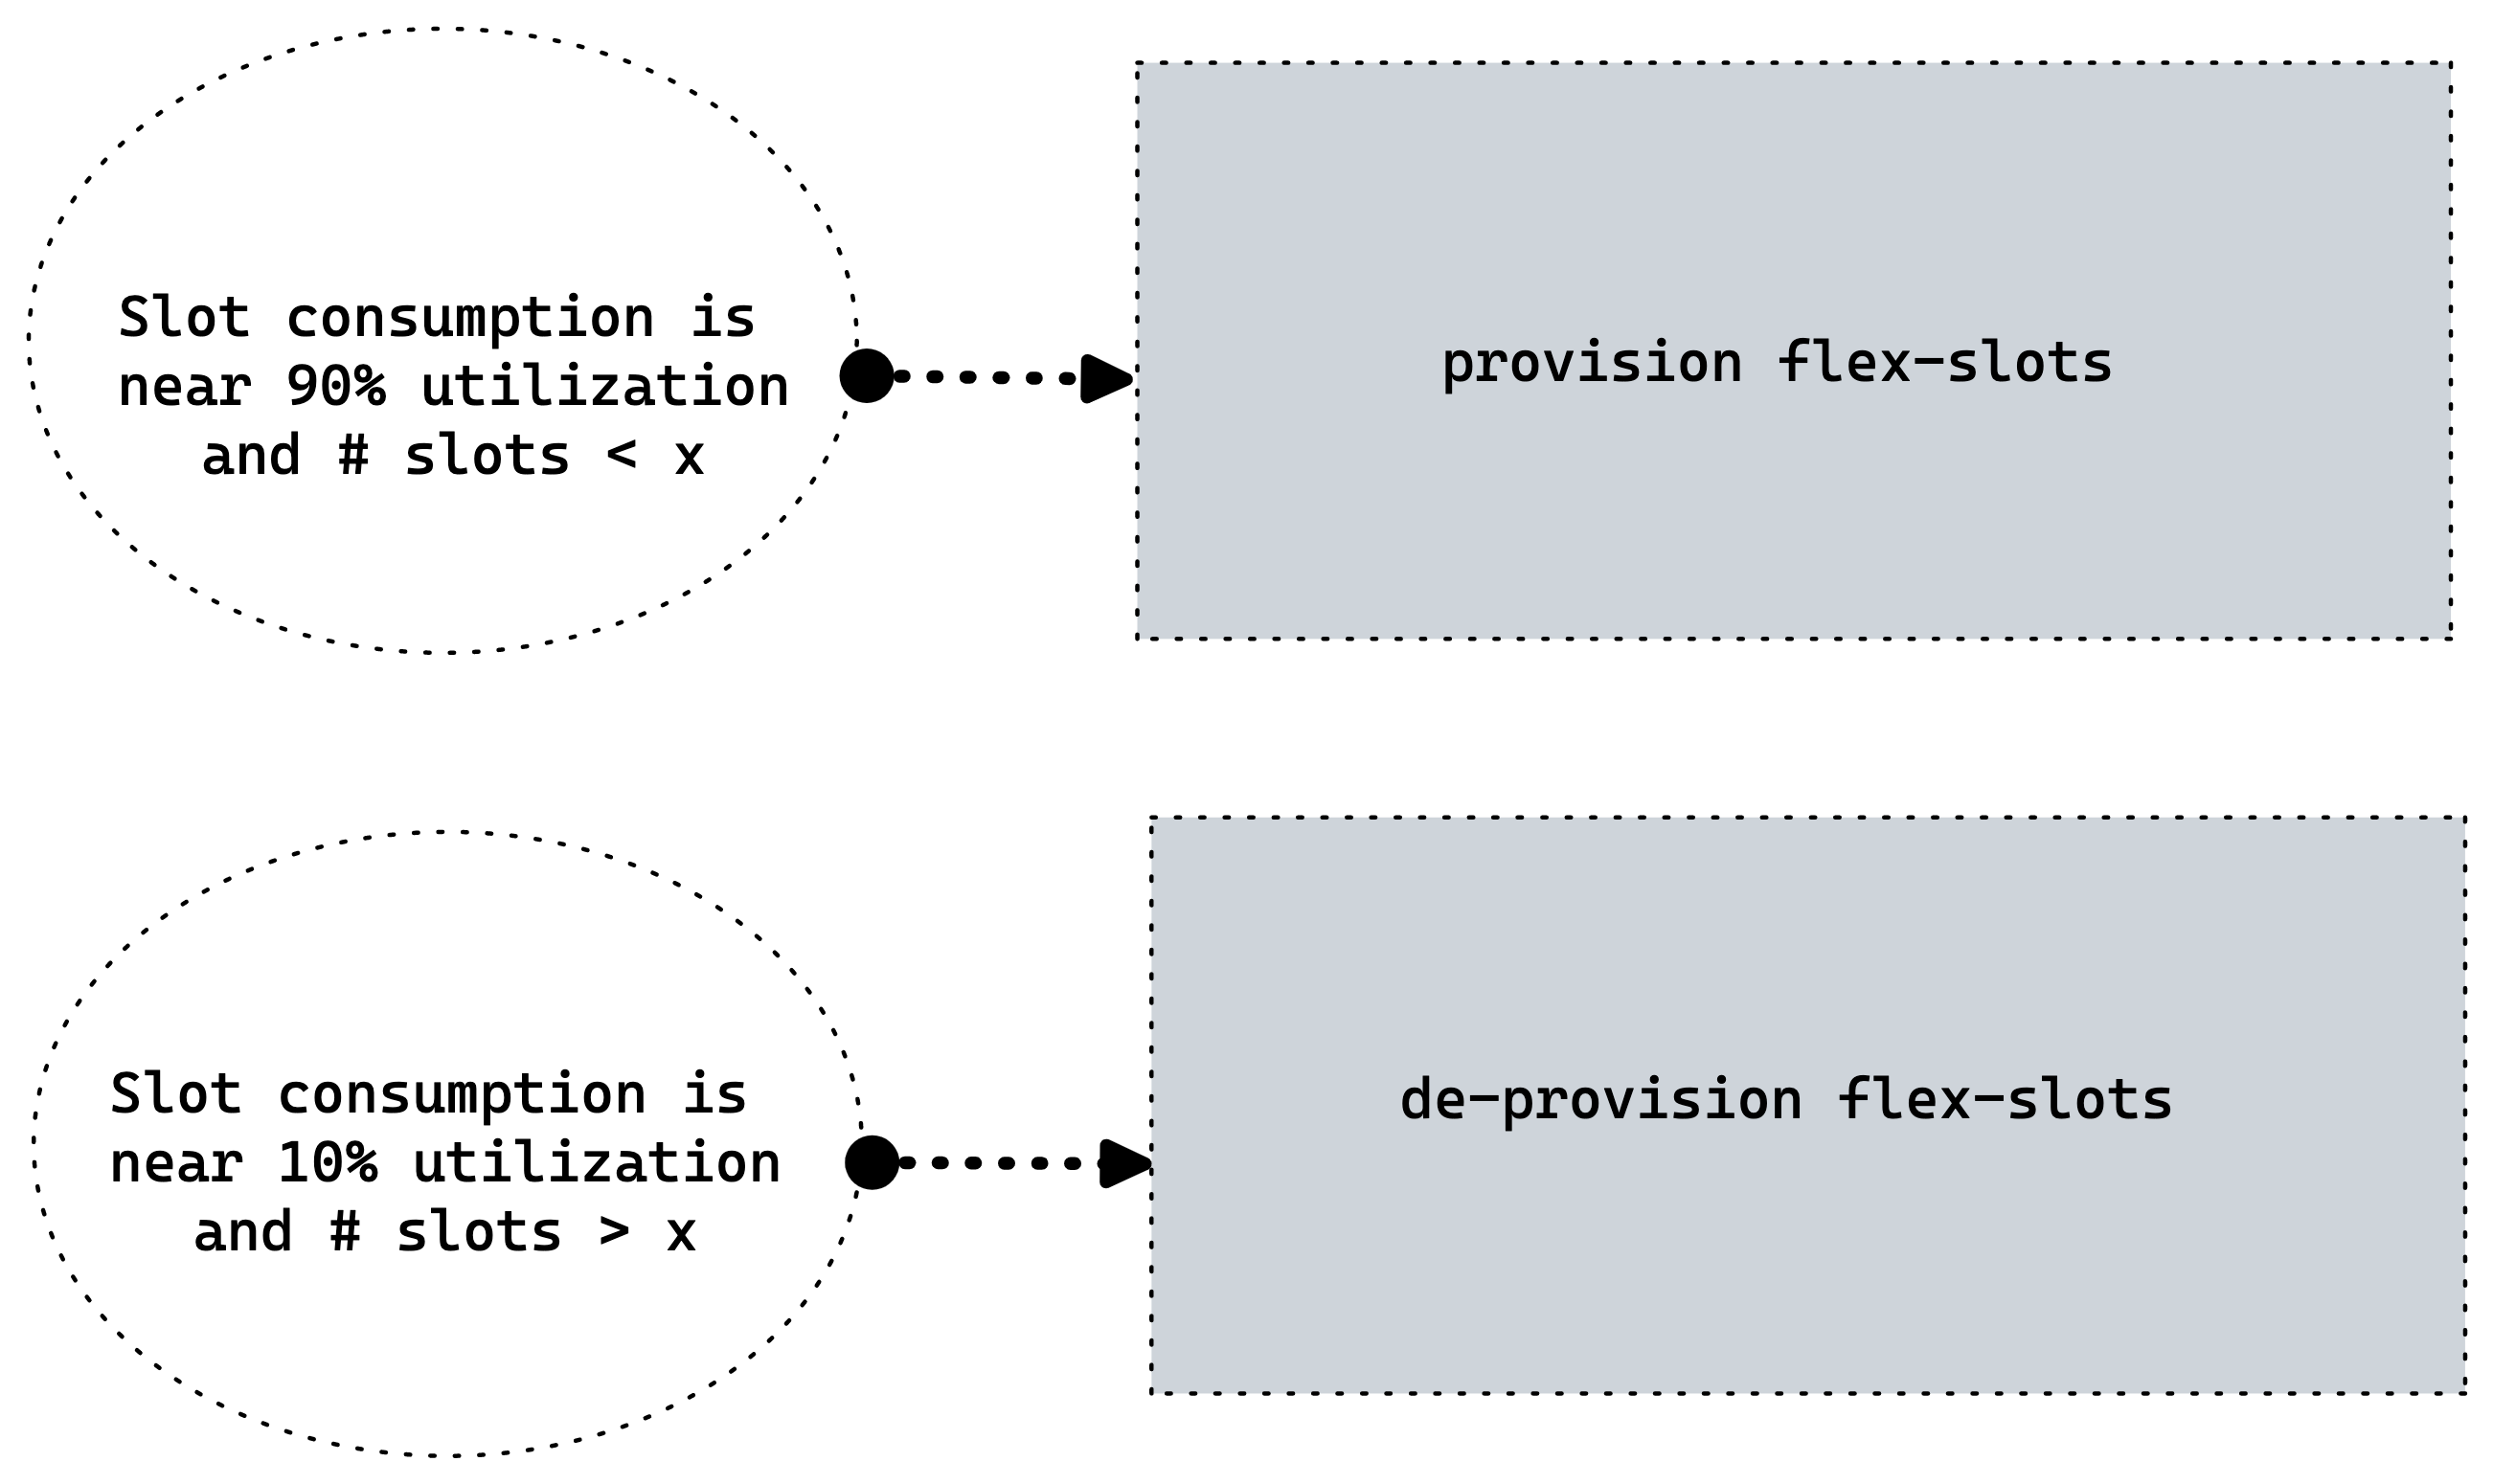 Slot consumption is
near 90% utilization
and # slots < x
provision flex-slots
Slot consumption is
near 10% utilization
and # slots > x
de-provision flex-slots